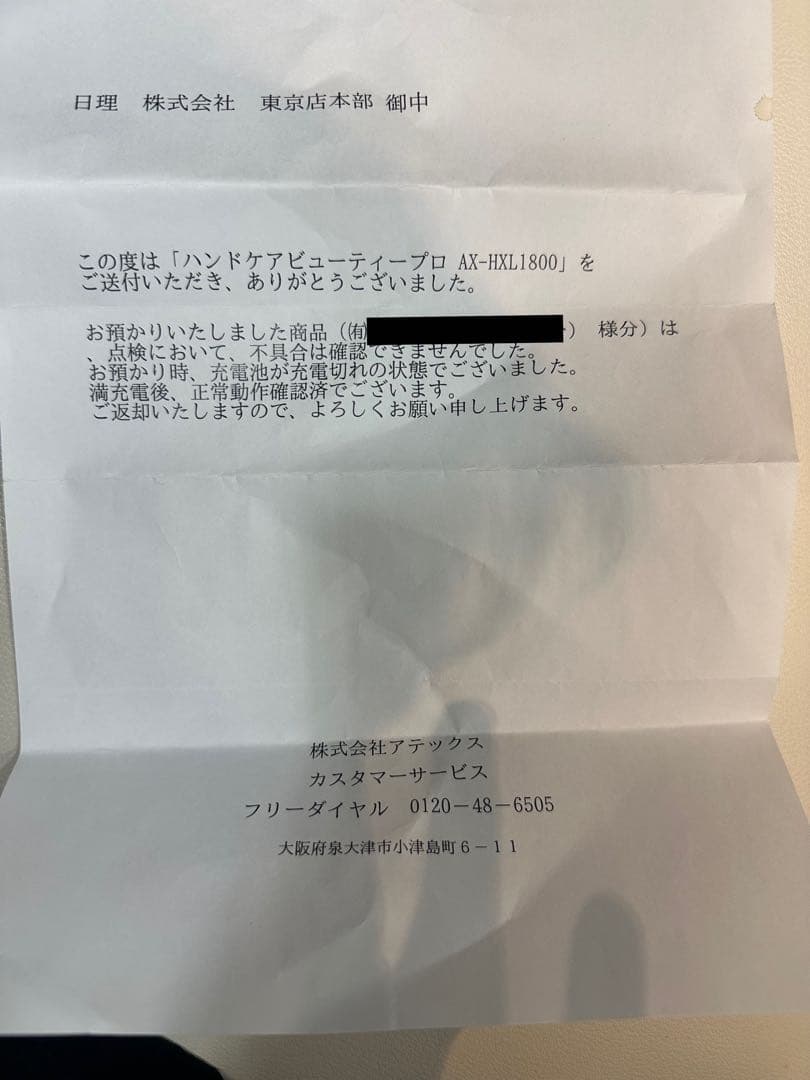 日理　株式会社　東京店本部 御中
この度は「ハンドケアビューティープロ AX-HXL1800」を
ご送付いただき、ありがとうございました。
お預かりいたしました商品（㈲　様分）は
、点検において、不具合は確認できませんでした。
お預かり時、充電池が充電切れの状態でございました。
満充電後、正常動作確認済でございます。
ご返却いたしますので、よろしくお願い申し上げます。
株式会社アテックス
カスタマーサービス
フリーダイヤル　0120－48－6505
大阪府泉大津市小津島町６－１１